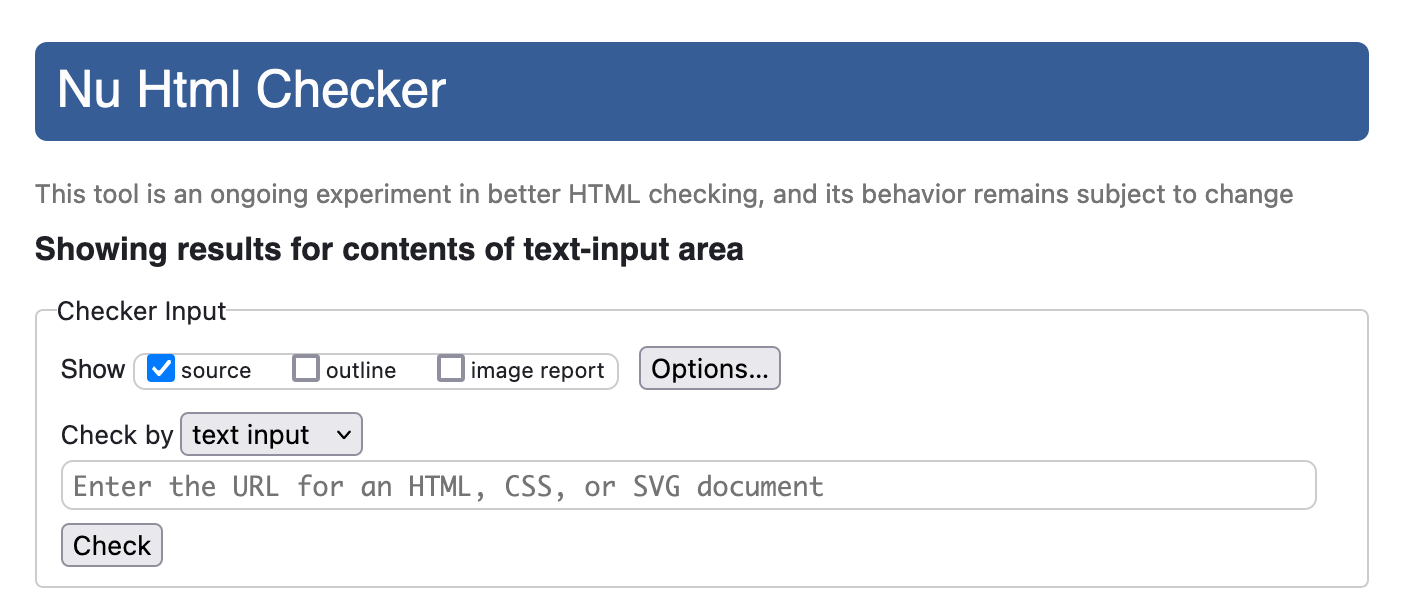 Nu Html Checker
This tool is an ongoing experiment in better HTML checking, and its behavior remains subject to change
Showing results for contents of text-input area
Checker Input
Show source outline image report Options...
Check by text input
Enter the URL for an HTML, CSS, or SVG document
Check